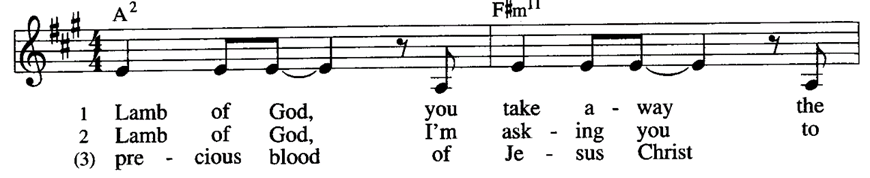 A2 F#m11
1 Lamb of God, you take a - way the
2 Lamb of God, I'm ask - ing you to
(3) pre - cious blood of Je - sus Christ